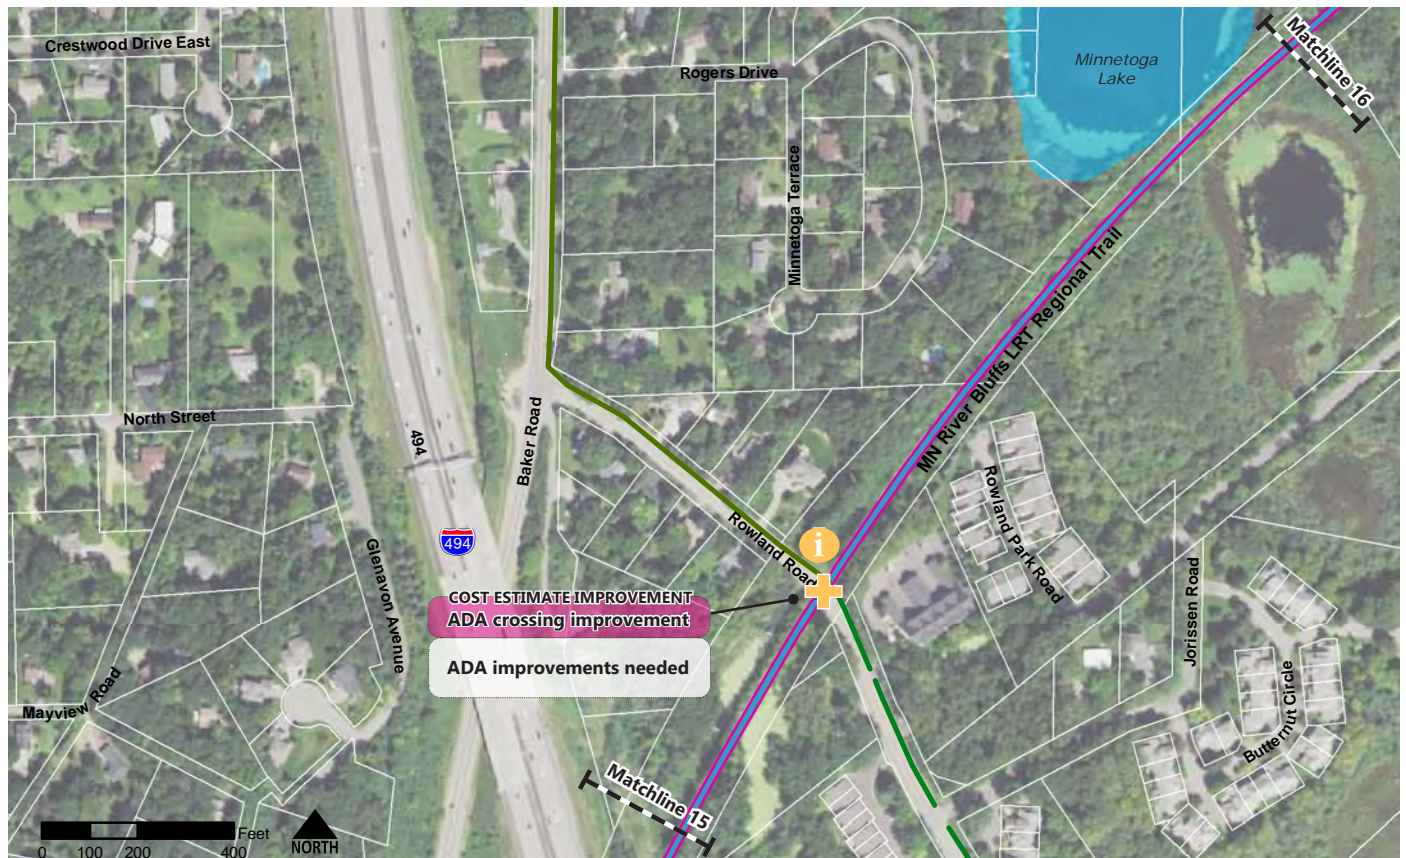 Crestwood Drive East
Rogers Drive
Minnetoga
Lake
Matchline 16
Minnetoga Terrace
MN River Bluffs LRT Regional Trail
North Street
494
Baker Road
494
Rowland Road
i
Rowland Park Road
Glenavon Avenue
COST ESTIMATE IMPROVEMENT
ADA crossing improvement
ADA improvements needed
Jorissen Road
Butternut Circle
Mayview Road
Matchline 15
Feet
0 100 200 400
NORTH